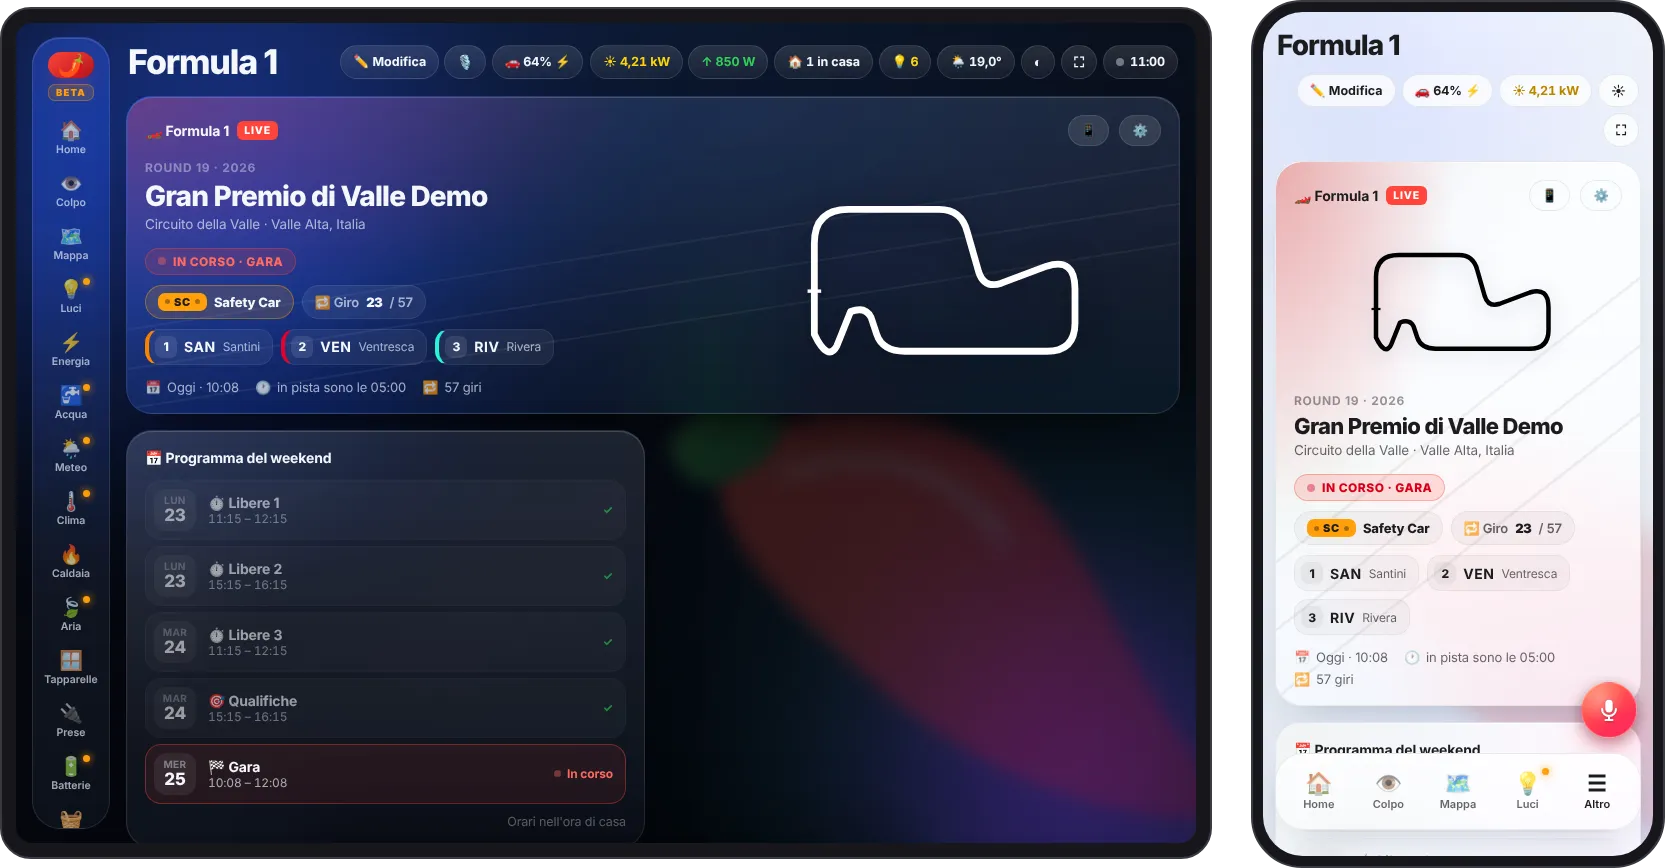 BETA
Home
Colpo
Mappa
Luci
Energia
Acqua
Meteo
Clima
Caldaia
Aria
Tapparelle
Prese
Batterie
Formula 1
Modifica
64%
4,21 kW
↑ 850 W
1 in casa
6
19,0°
11:00
Formula 1 LIVE
ROUND 19 · 2026
Gran Premio di Valle Demo
Circuito della Valle · Valle Alta, Italia
IN CORSO · GARA
SC Safety Car
Giro 23 / 57
1 SAN Santini
2 VEN Ventresca
3 RIV Rivera
Oggi · 10:08
in pista sono le 05:00
57 giri
Programma del weekend
LUN
23
Libere 1
11:15 – 12:15
LUN
23
Libere 2
15:15 – 16:15
MAR
24
Libere 3
11:15 – 12:15
MAR
24
Qualifiche
15:15 – 16:15
MER
25
Gara
10:08 – 12:08
In corso
Orari nell'ora di casa
Formula 1
Modifica
64%
4,21 kW
Formula 1 LIVE
ROUND 19 · 2026
Gran Premio di Valle Demo
Circuito della Valle · Valle Alta, Italia
IN CORSO · GARA
SC Safety Car
Giro 23 / 57
1 SAN Santini
2 VEN Ventresca
3 RIV Rivera
Oggi · 10:08
in pista sono le 05:00
57 giri
Programma del weekend
Home
Colpo
Mappa
Luci
Altro